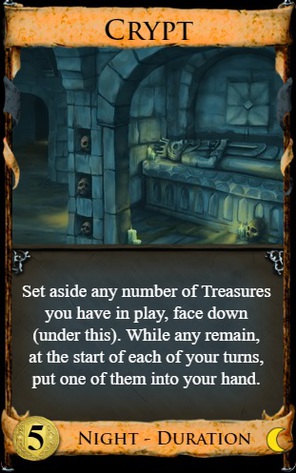 Crypt
Set aside any number of Treasures
you have in play, face down
(under this). While any remain,
at the start of each of your turns,
put one of them into your hand.
5
Night - Duration